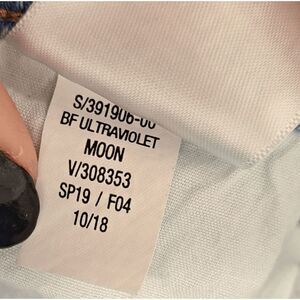 S/391906-00
BF ULTRAVIOLET
MOON
V/308353
SP19 / F04
10/18